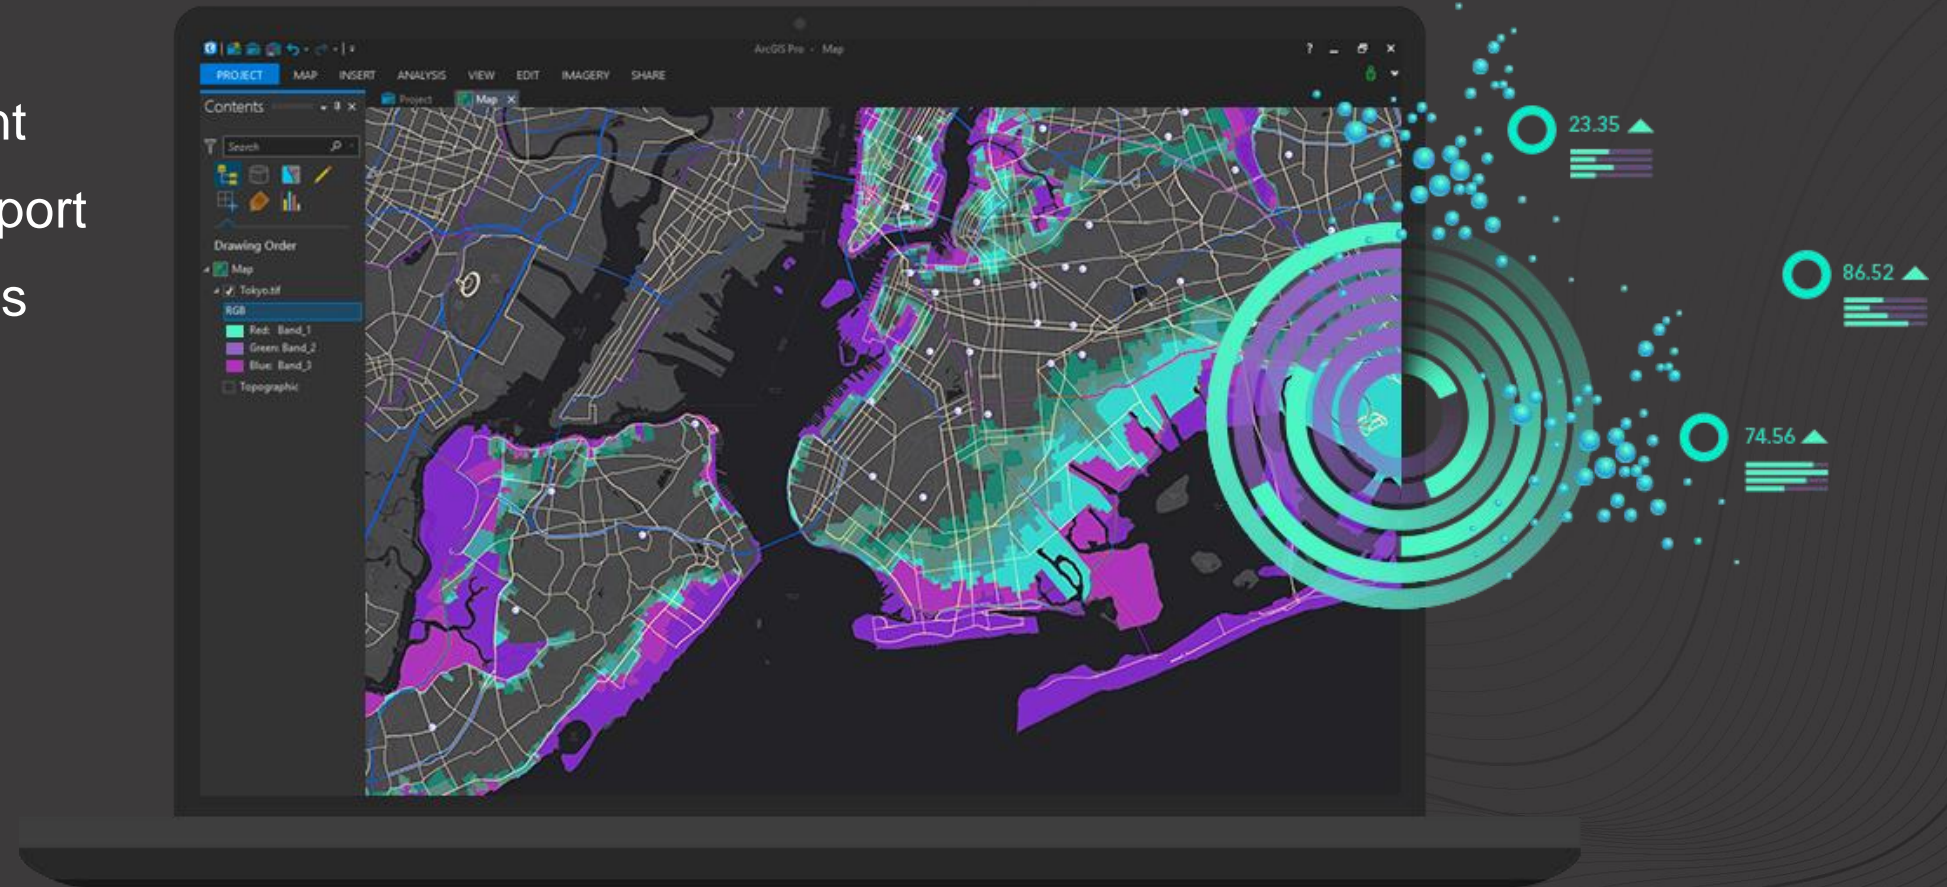 nt
port
s
ArcGIS Pro - Map
?
PROJECT MAP INSERT ANALYSIS VIEW EDIT IMAGERY SHARE
Contents
Project
Map
Search
Drawing Order
Map
Tokyo.tif
RGB
Red: Band_1
Green: Band_2
Blue: Band_3
Topographic
23.35
86.52
74.56